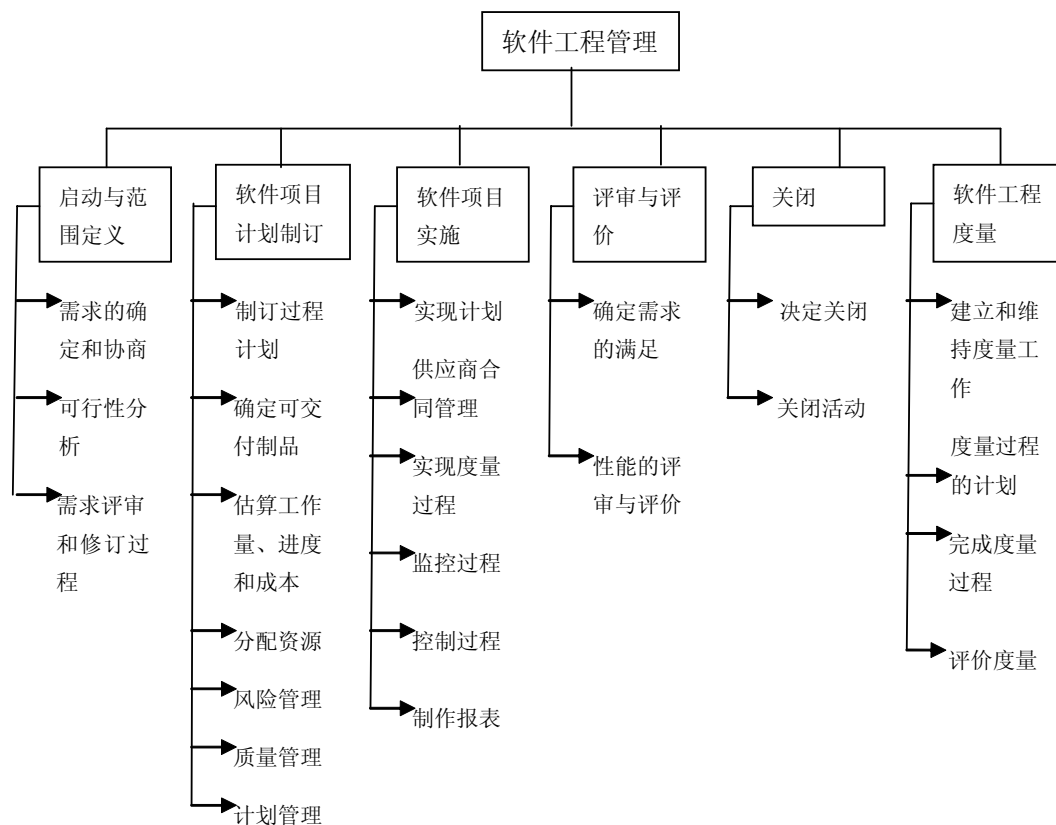 软件工程管理
启动与范
围定义
需求的确
定和协商
可行性分
析
需求评审
和修订过
程
软件项目
计划制订
制订过程
计划
确定可交
付制品
估算工作
量、进度
和成本
分配资源
风险管理
质量管理
计划管理
软件项目
实施
实现计划
供应商合
同管理
实现度量
过程
监控过程
控制过程
制作报表
评审与评
价
确定需求
的满足
性能的评
审与评价
关闭
决定关闭
关闭活动
软件工程
度量
建立和维
持度量工
作
度量过程
的计划
完成度量
过程
评价度量